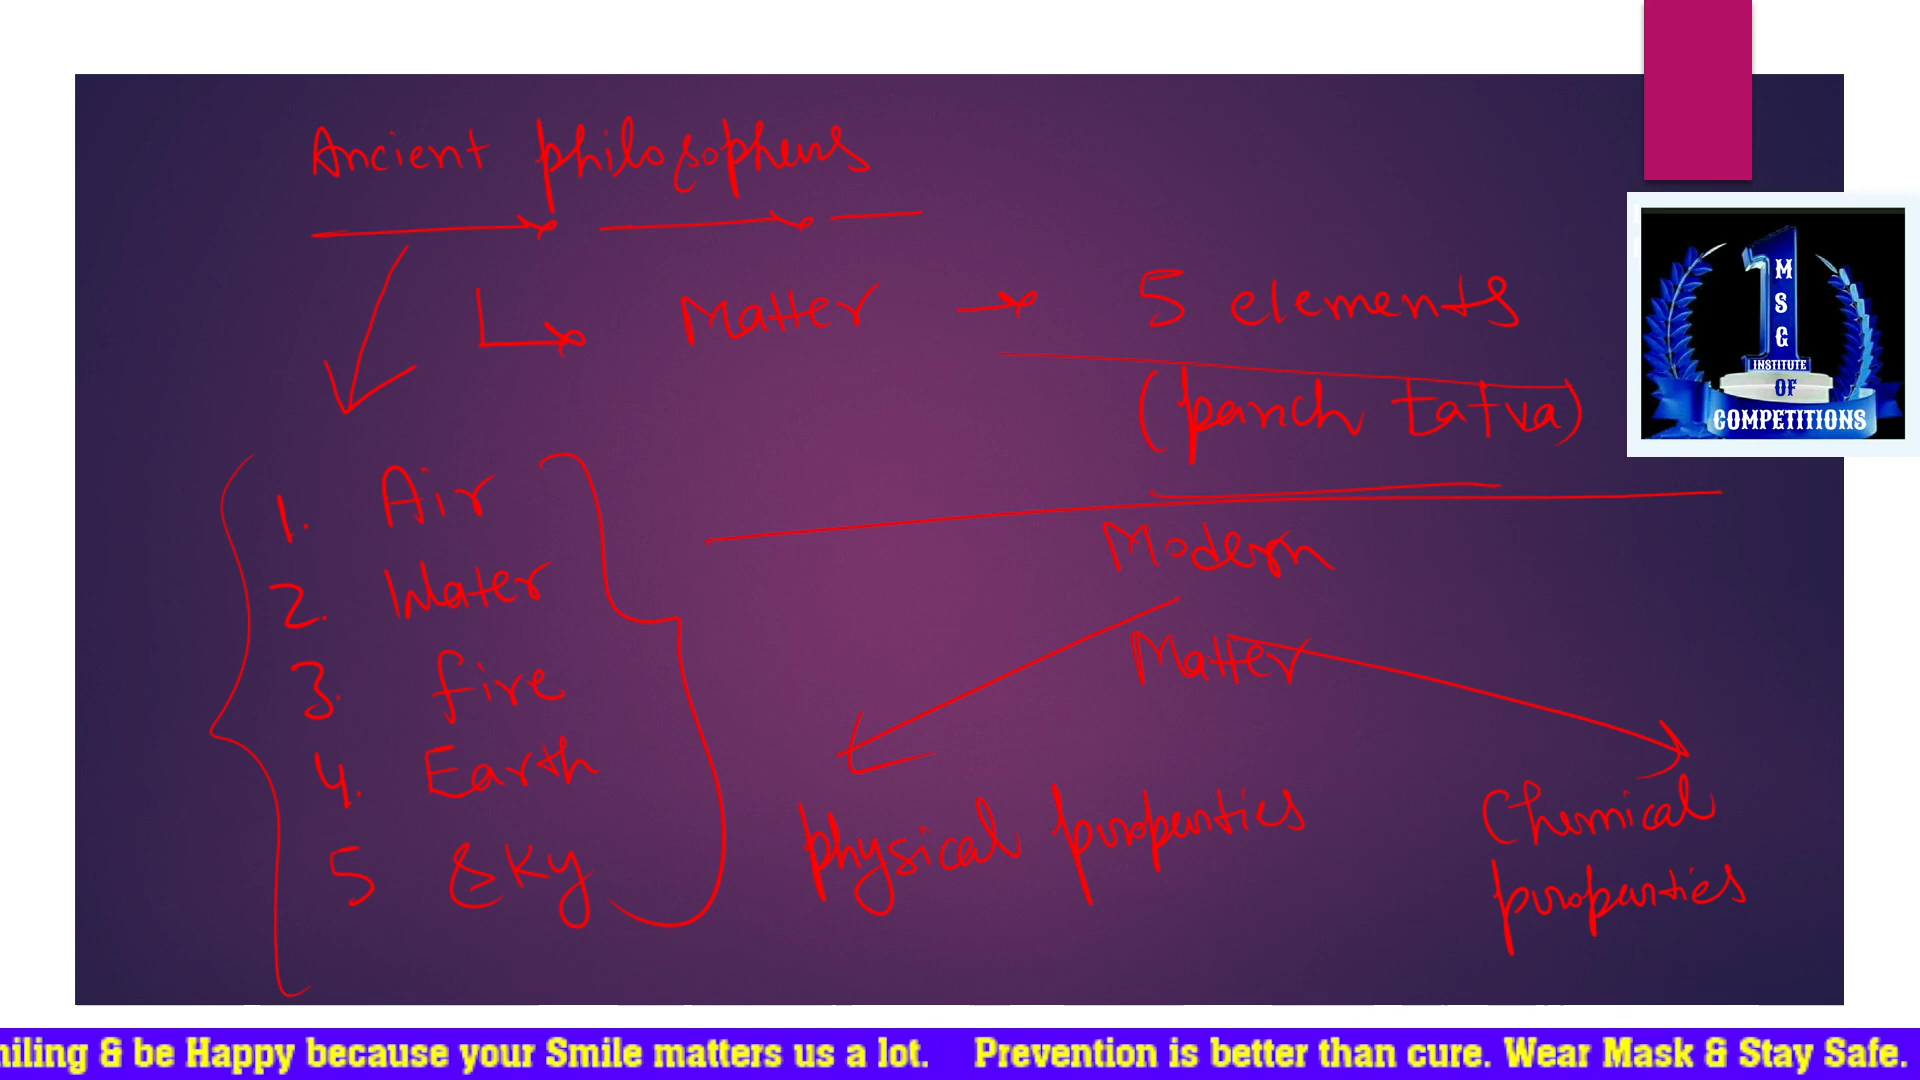 Ancient philosophers
Matter → 5 elements
(panch tatva)
1. Air
2. Water
3. fire
4. Earth
5 Sky
Modern
Matter
physical properties
Chemical
properties
M
S
G
INSTITUTE
OF
COMPETITIONS
niling & be Happy because your Smile matters us a lot. Prevention is better than cure. Wear Mask & Stay Safe.